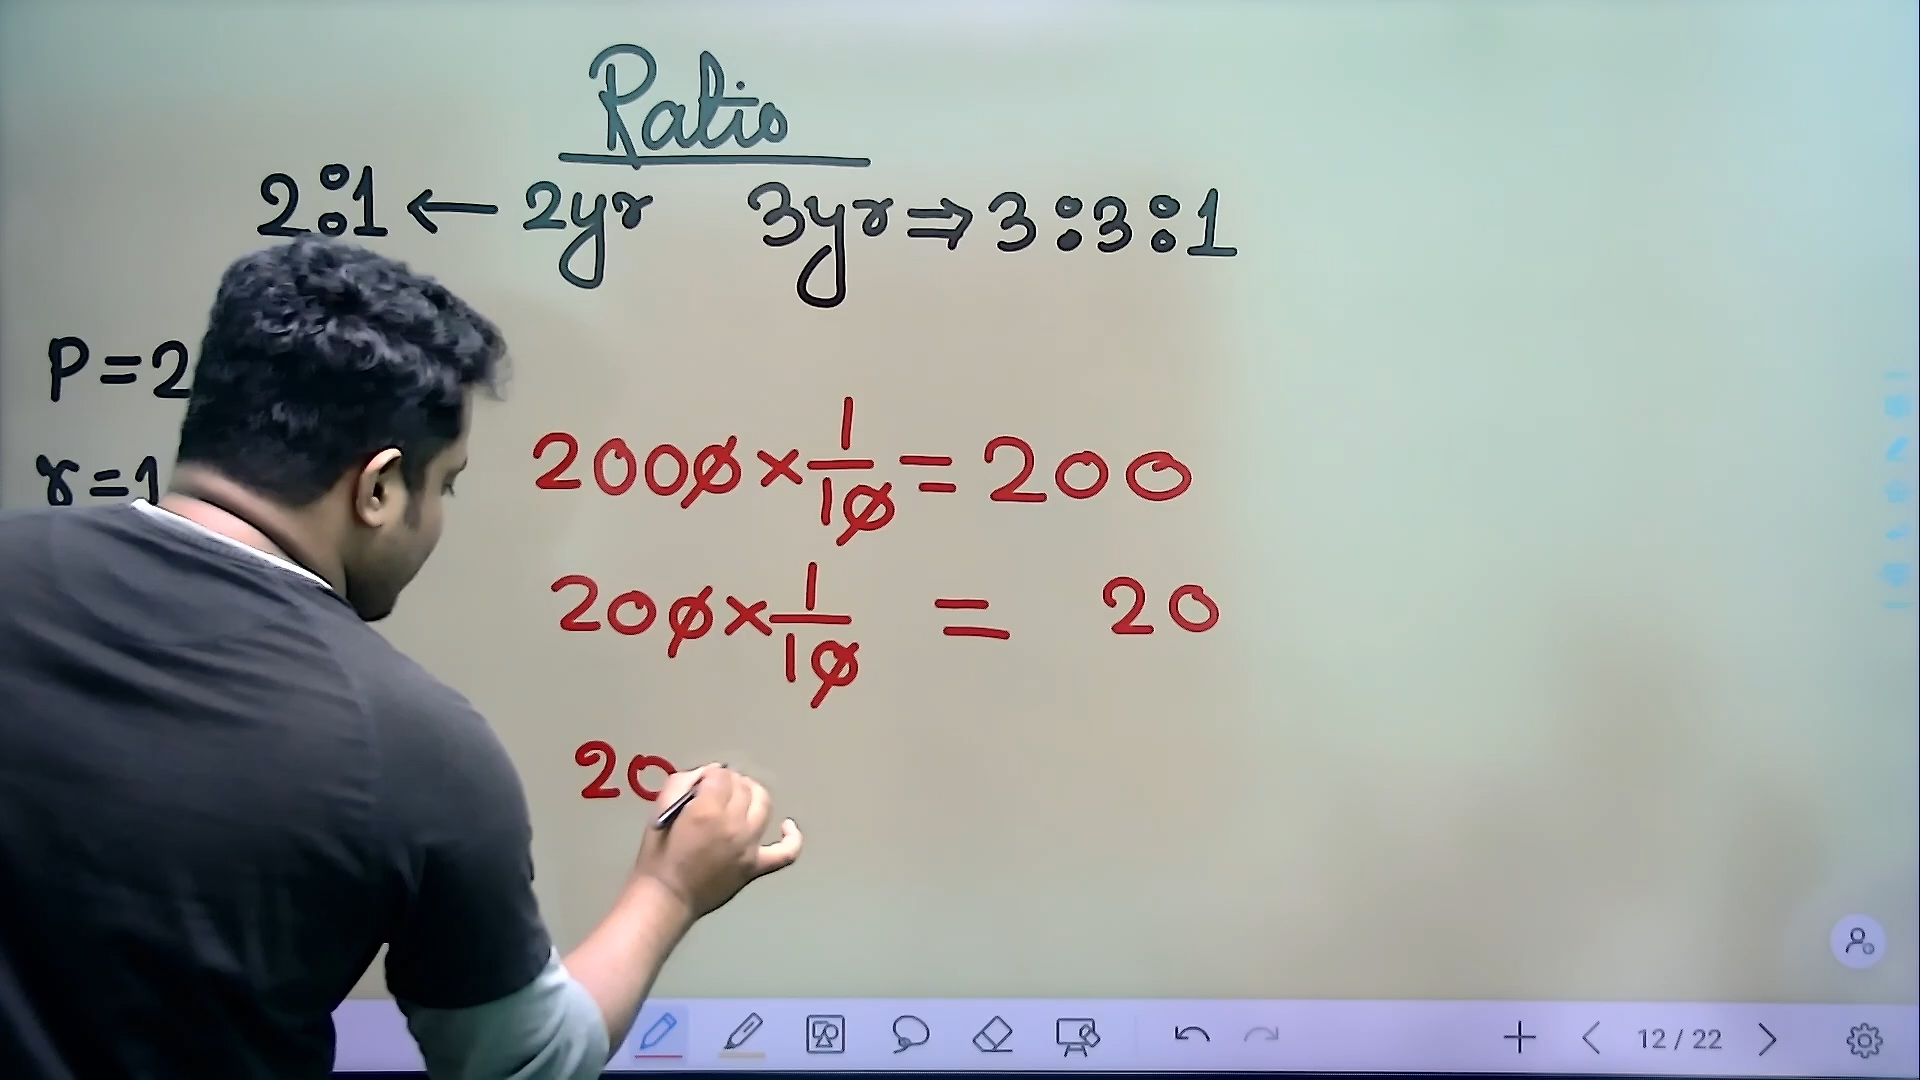 Ratio
2:1 ← 2yr 3yr ⇒ 3:3:1
P=2
r=1
2000 × 1/10 = 200
200 × 1/10 = 20
20
12 / 22